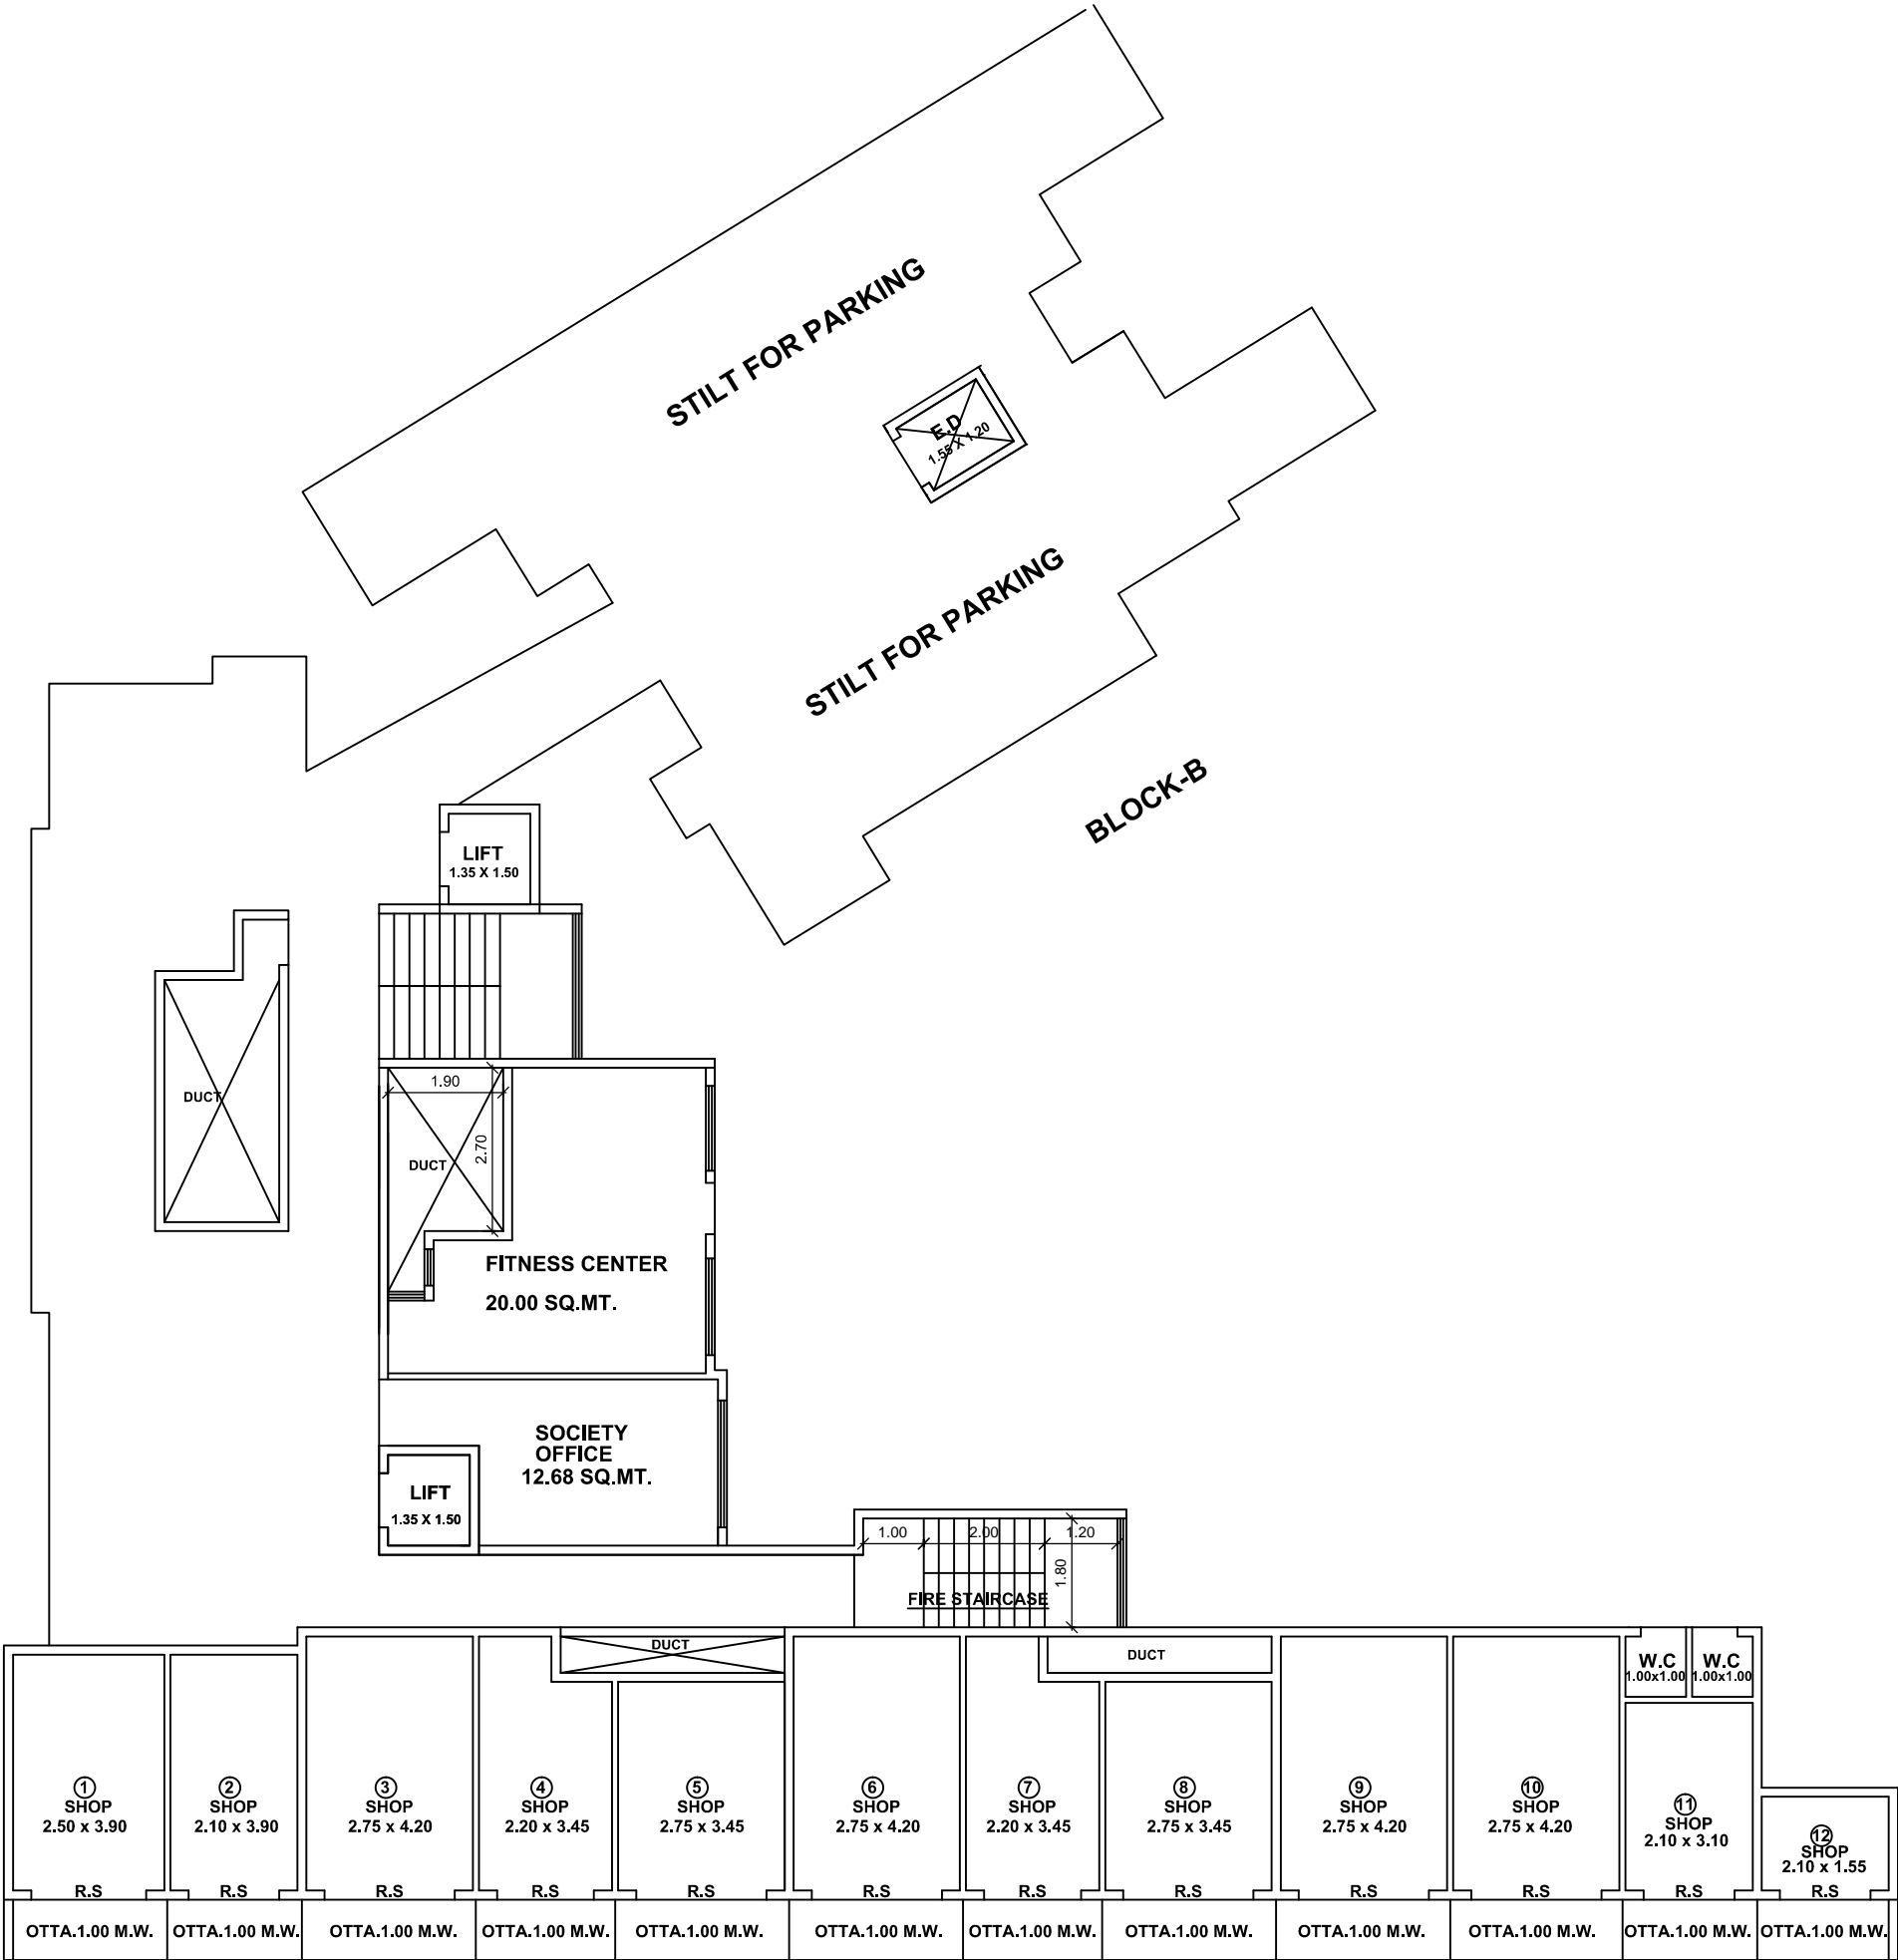 STILT FOR PARKING
E.D
1.55 X 1.20
STILT FOR PARKING
BLOCK-B
LIFT
1.35 X 1.50
DUCT
1.90
2.70
DUCT
FITNESS CENTER
20.00 SQ.MT.
SOCIETY
OFFICE
12.68 SQ.MT.
LIFT
1.35 X 1.50
1.00
2.00
1.20
1.80
FIRE STAIRCASE
DUCT
DUCT
W.C
1.00x1.00
W.C
1.00x1.00
1
SHOP
2.50 x 3.90
R.S
2
SHOP
2.10 x 3.90
R.S
3
SHOP
2.75 x 4.20
R.S
4
SHOP
2.20 x 3.45
R.S
5
SHOP
2.75 x 3.45
R.S
6
SHOP
2.75 x 4.20
R.S
7
SHOP
2.20 x 3.45
R.S
8
SHOP
2.75 x 3.45
R.S
9
SHOP
2.75 x 4.20
R.S
10
SHOP
2.75 x 4.20
R.S
11
SHOP
2.10 x 3.10
R.S
12
SHOP
2.10 x 1.55
R.S
OTTA.1.00 M.W.
OTTA.1.00 M.W.
OTTA.1.00 M.W.
OTTA.1.00 M.W.
OTTA.1.00 M.W.
OTTA.1.00 M.W.
OTTA.1.00 M.W.
OTTA.1.00 M.W.
OTTA.1.00 M.W.
OTTA.1.00 M.W.
OTTA.1.00 M.W.
OTTA.1.00 M.W.